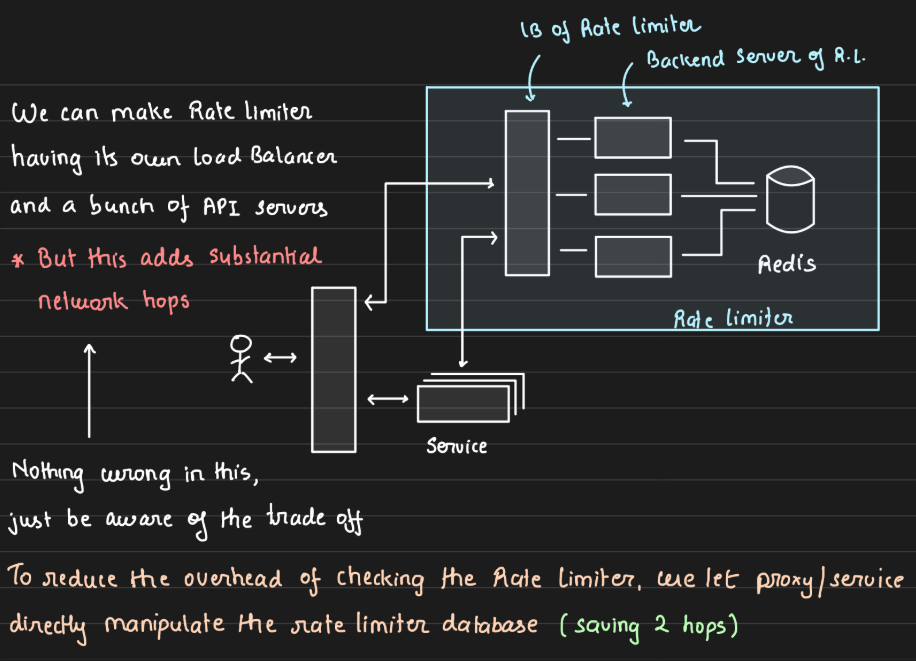 LB of Rate limiter
Backend server of R.L.
We can make Rate limiter
having its own Load Balancer
and a bunch of API servers
* But this adds substantial
network hops
Redis
Rate limiter
Service
Nothing wrong in this,
just be aware of the trade off
To reduce the overhead of checking the Rate Limiter, we let proxy/service
directly manipulate the rate limiter database (saving 2 hops)